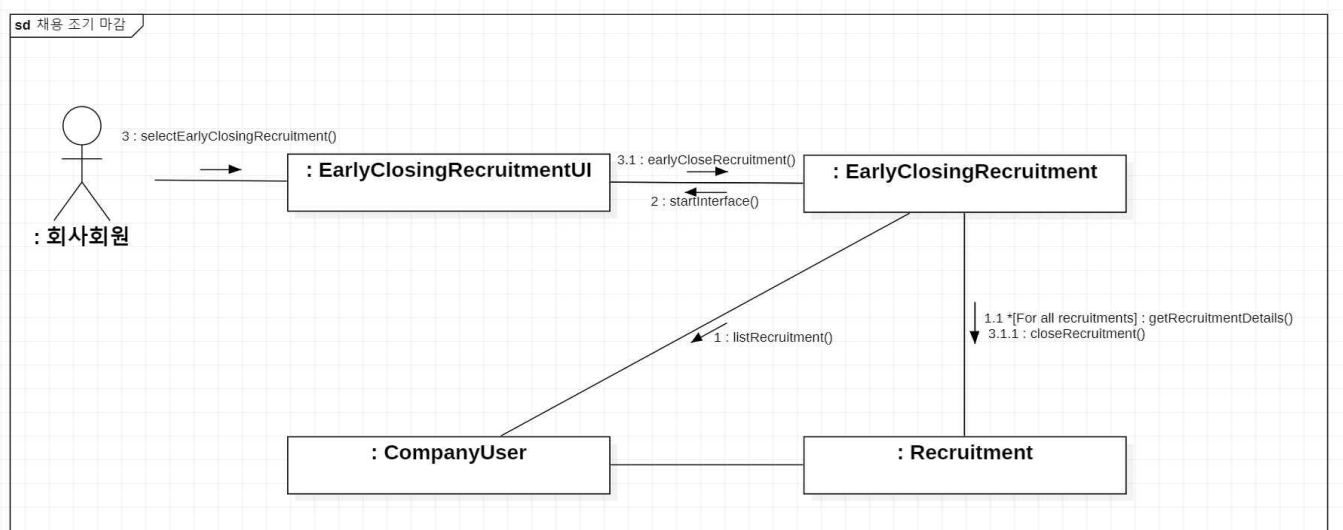 sd 채용 조기 마감
3 : selectEarlyClosingRecruitment()
: 회사회원
: EarlyClosingRecruitmentUI
3.1 : earlyCloseRecruitment()
2 : startInterface()
: EarlyClosingRecruitment
1 : listRecruitment()
1.1 *[For all recruitments] : getRecruitmentDetails()
3.1.1 : closeRecruitment()
: CompanyUser
: Recruitment